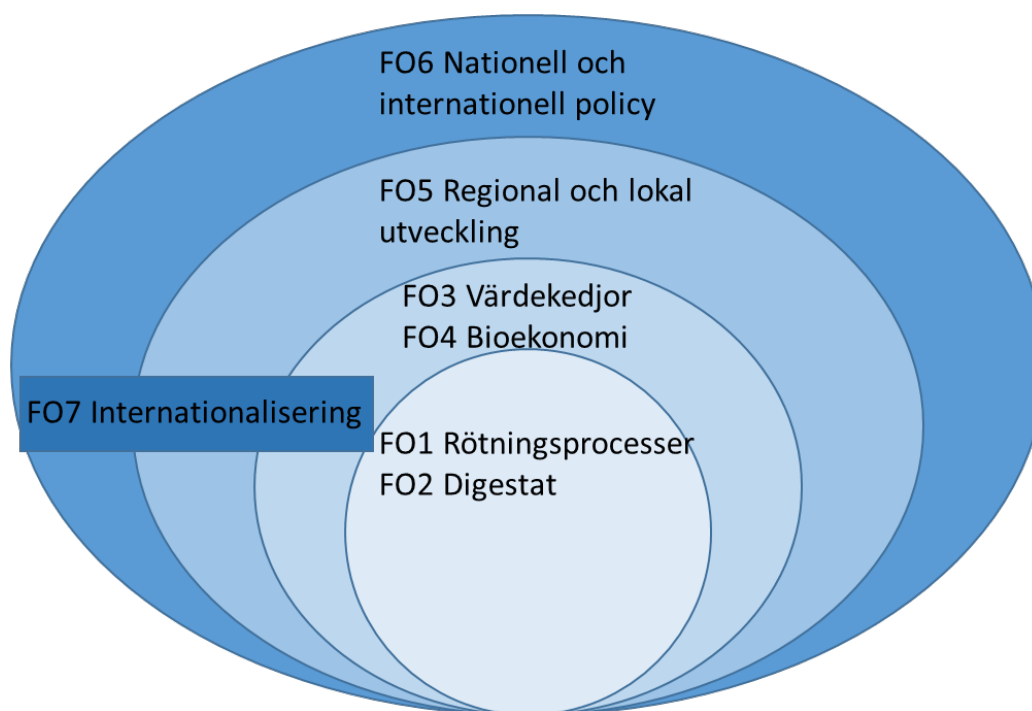 FO6 Nationell och
internationell policy
FO5 Regional och lokal
utveckling
FO3 Värdekedjor
FO4 Bioekonomi
FO7 Internationalisering
FO1 Rötningsprocesser
FO2 Digestat